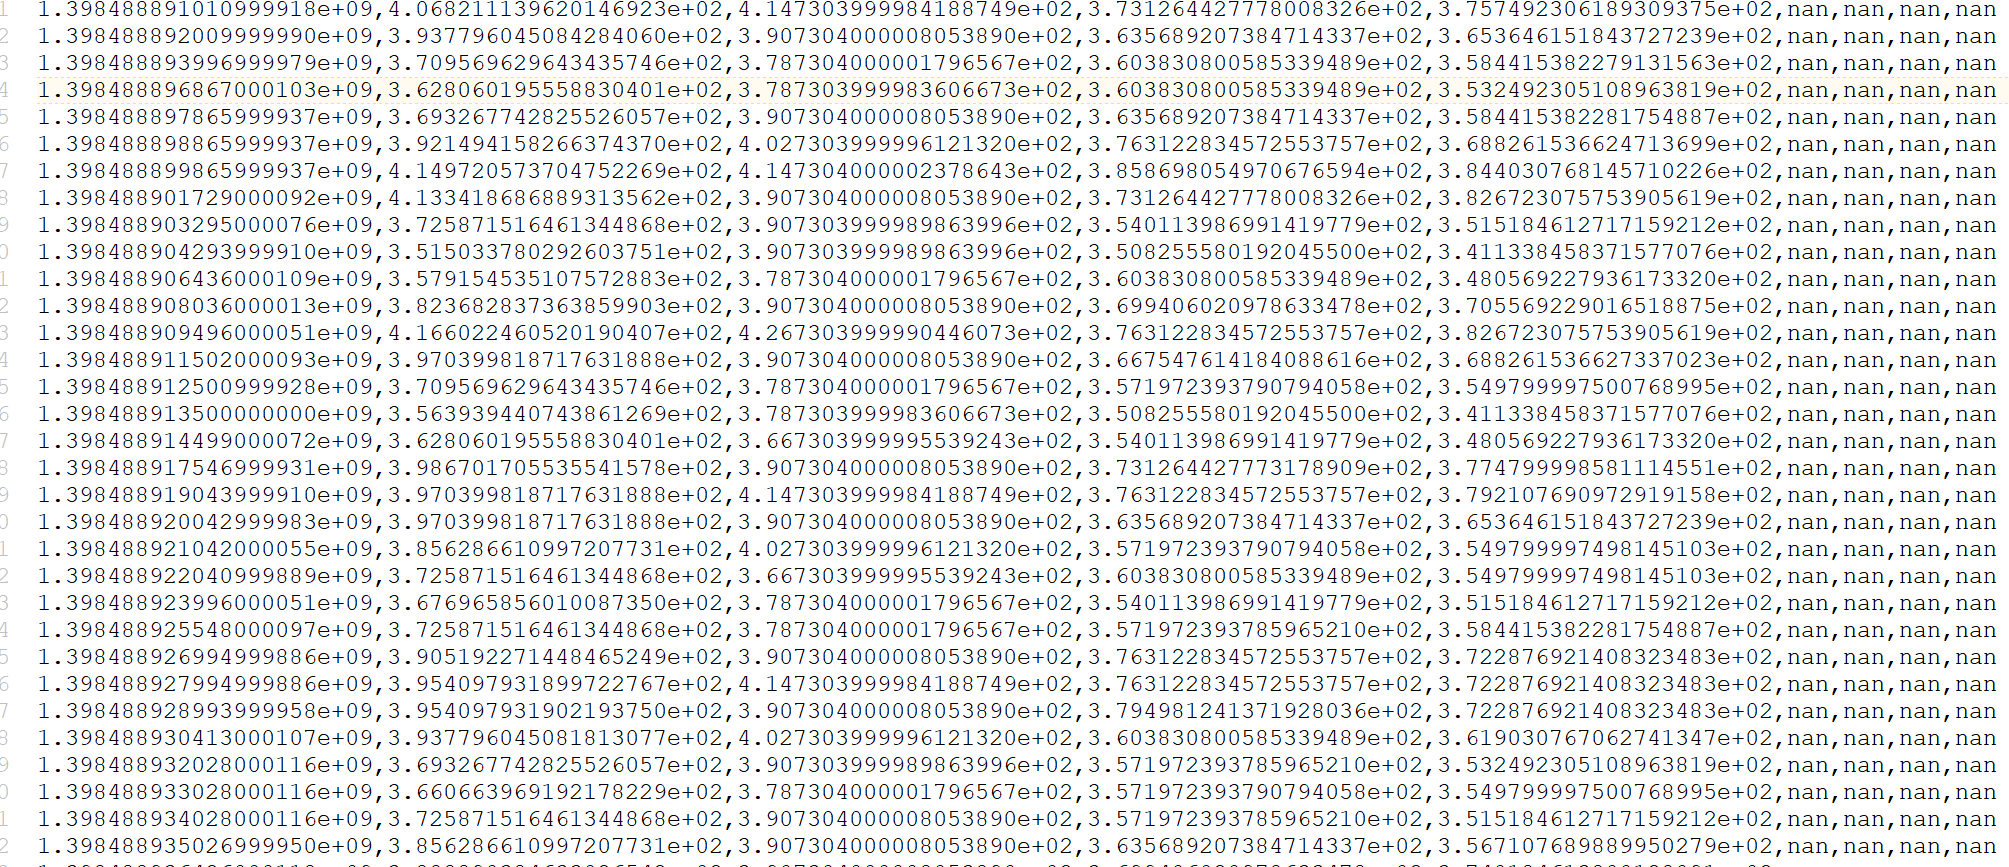 1 1.398488891010999918e+09,4.068211139620146923e+02,4.147303999984188749e+02,3.731264427778008326e+02,3.757492306189309375e+02,nan,nan,nan,nan
2 1.398488892009999990e+09,3.937796045084284060e+02,3.907304000008053890e+02,3.635689207384714337e+02,3.653646151843727239e+02,nan,nan,nan,nan
3 1.398488893996999979e+09,3.709569629643435746e+02,3.787304000001796567e+02,3.603830800585339489e+02,3.584415382279131563e+02,nan,nan,nan,nan
4 1.398488896867000103e+09,3.628060195558830401e+02,3.787303999983606673e+02,3.603830800585339489e+02,3.532492305108963819e+02,nan,nan,nan,nan
5 1.398488897865999937e+09,3.693267742825526057e+02,3.907304000008053890e+02,3.635689207384714337e+02,3.584415382281754887e+02,nan,nan,nan,nan
6 1.398488898865999937e+09,3.921494158266374370e+02,4.027303999996121320e+02,3.763122834572553757e+02,3.688261536624713699e+02,nan,nan,nan,nan
7 1.398488899865999937e+09,4.149720573704752269e+02,4.147304000002378643e+02,3.858698054970676594e+02,3.844030768145710226e+02,nan,nan,nan,nan
8 1.398488901729000092e+09,4.133418686889313562e+02,3.907304000008053890e+02,3.731264427778008326e+02,3.826723075753905619e+02,nan,nan,nan,nan
9 1.398488903295000076e+09,3.725871516461344868e+02,3.907303999989863996e+02,3.540113986991419779e+02,3.515184612717159212e+02,nan,nan,nan,nan
0 1.398488904293999910e+09,3.515033780292603751e+02,3.907303999989863996e+02,3.508255580192045500e+02,3.411338458371577076e+02,nan,nan,nan,nan
1 1.398488906436000109e+09,3.579154535107572883e+02,3.787304000001796567e+02,3.603830800585339489e+02,3.480569227936173320e+02,nan,nan,nan,nan
2 1.398488908036000013e+09,3.823682837363859903e+02,3.907304000008053890e+02,3.699406020978633478e+02,3.705569229016518875e+02,nan,nan,nan,nan
3 1.398488909496000051e+09,4.166022460520190407e+02,4.267303999990446073e+02,3.763122834572553757e+02,3.826723075753905619e+02,nan,nan,nan,nan
4 1.398488911502000093e+09,3.970399818717631888e+02,3.907304000008053890e+02,3.667547614184088616e+02,3.688261536627337023e+02,nan,nan,nan,nan
5 1.398488912500999928e+09,3.709569629643435746e+02,3.787304000001796567e+02,3.571972393790794058e+02,3.549799997500768995e+02,nan,nan,nan,nan
6 1.398488913500000000e+09,3.563939440743861269e+02,3.787303999983606673e+02,3.508255580192045500e+02,3.411338458371577076e+02,nan,nan,nan,nan
7 1.398488914499000072e+09,3.628060195558830401e+02,3.667303999995539243e+02,3.540113986991419779e+02,3.480569227936173320e+02,nan,nan,nan,nan
8 1.398488917546999931e+09,3.986701705535541578e+02,3.907304000008053890e+02,3.731264427773178909e+02,3.774799998581114551e+02,nan,nan,nan,nan
9 1.398488919043999910e+09,3.970399818717631888e+02,4.147303999984188749e+02,3.763122834572553757e+02,3.792107690972919158e+02,nan,nan,nan,nan
0 1.398488920042999983e+09,3.970399818717631888e+02,3.907304000008053890e+02,3.635689207384714337e+02,3.653646151843727239e+02,nan,nan,nan,nan
1 1.398488921042000055e+09,3.856286610997207731e+02,4.027303999996121320e+02,3.571972393790794058e+02,3.549799997498145103e+02,nan,nan,nan,nan
2 1.398488922040999889e+09,3.725871516461344868e+02,3.667303999995539243e+02,3.603830800585339489e+02,3.549799997498145103e+02,nan,nan,nan,nan
3 1.398488923996000051e+09,3.676965856010087350e+02,3.787304000001796567e+02,3.540113986991419779e+02,3.515184612717159212e+02,nan,nan,nan,nan
4 1.398488925548000097e+09,3.725871516461344868e+02,3.787304000001796567e+02,3.571972393785965210e+02,3.584415382281754887e+02,nan,nan,nan,nan
5 1.398488926994999886e+09,3.905192271448465249e+02,3.907304000008053890e+02,3.763122834572553757e+02,3.722876921408323483e+02,nan,nan,nan,nan
6 1.398488927994999886e+09,3.954097931899722767e+02,4.147303999984188749e+02,3.763122834572553757e+02,3.722876921408323483e+02,nan,nan,nan,nan
7 1.398488928993999958e+09,3.954097931902193750e+02,3.907304000008053890e+02,3.794981241371928036e+02,3.722876921408323483e+02,nan,nan,nan,nan
8 1.398488930413000107e+09,3.937796045081813077e+02,4.027303999996121320e+02,3.603830800585339489e+02,3.619030767062741347e+02,nan,nan,nan,nan
9 1.398488932028000116e+09,3.693267742825526057e+02,3.907303999989863996e+02,3.571972393785965210e+02,3.532492305108963819e+02,nan,nan,nan,nan
0 1.398488933028000116e+09,3.660663969192178229e+02,3.787304000001796567e+02,3.571972393790794058e+02,3.549799997500768995e+02,nan,nan,nan,nan
1 1.398488934028000116e+09,3.725871516461344868e+02,3.907304000008053890e+02,3.571972393785965210e+02,3.515184612717159212e+02,nan,nan,nan,nan
2 1.398488935026999950e+09,3.856286610997207731e+02,3.907304000008053890e+02,3.635689207384714337e+02,3.567107689889950279e+02,nan,nan,nan,nan